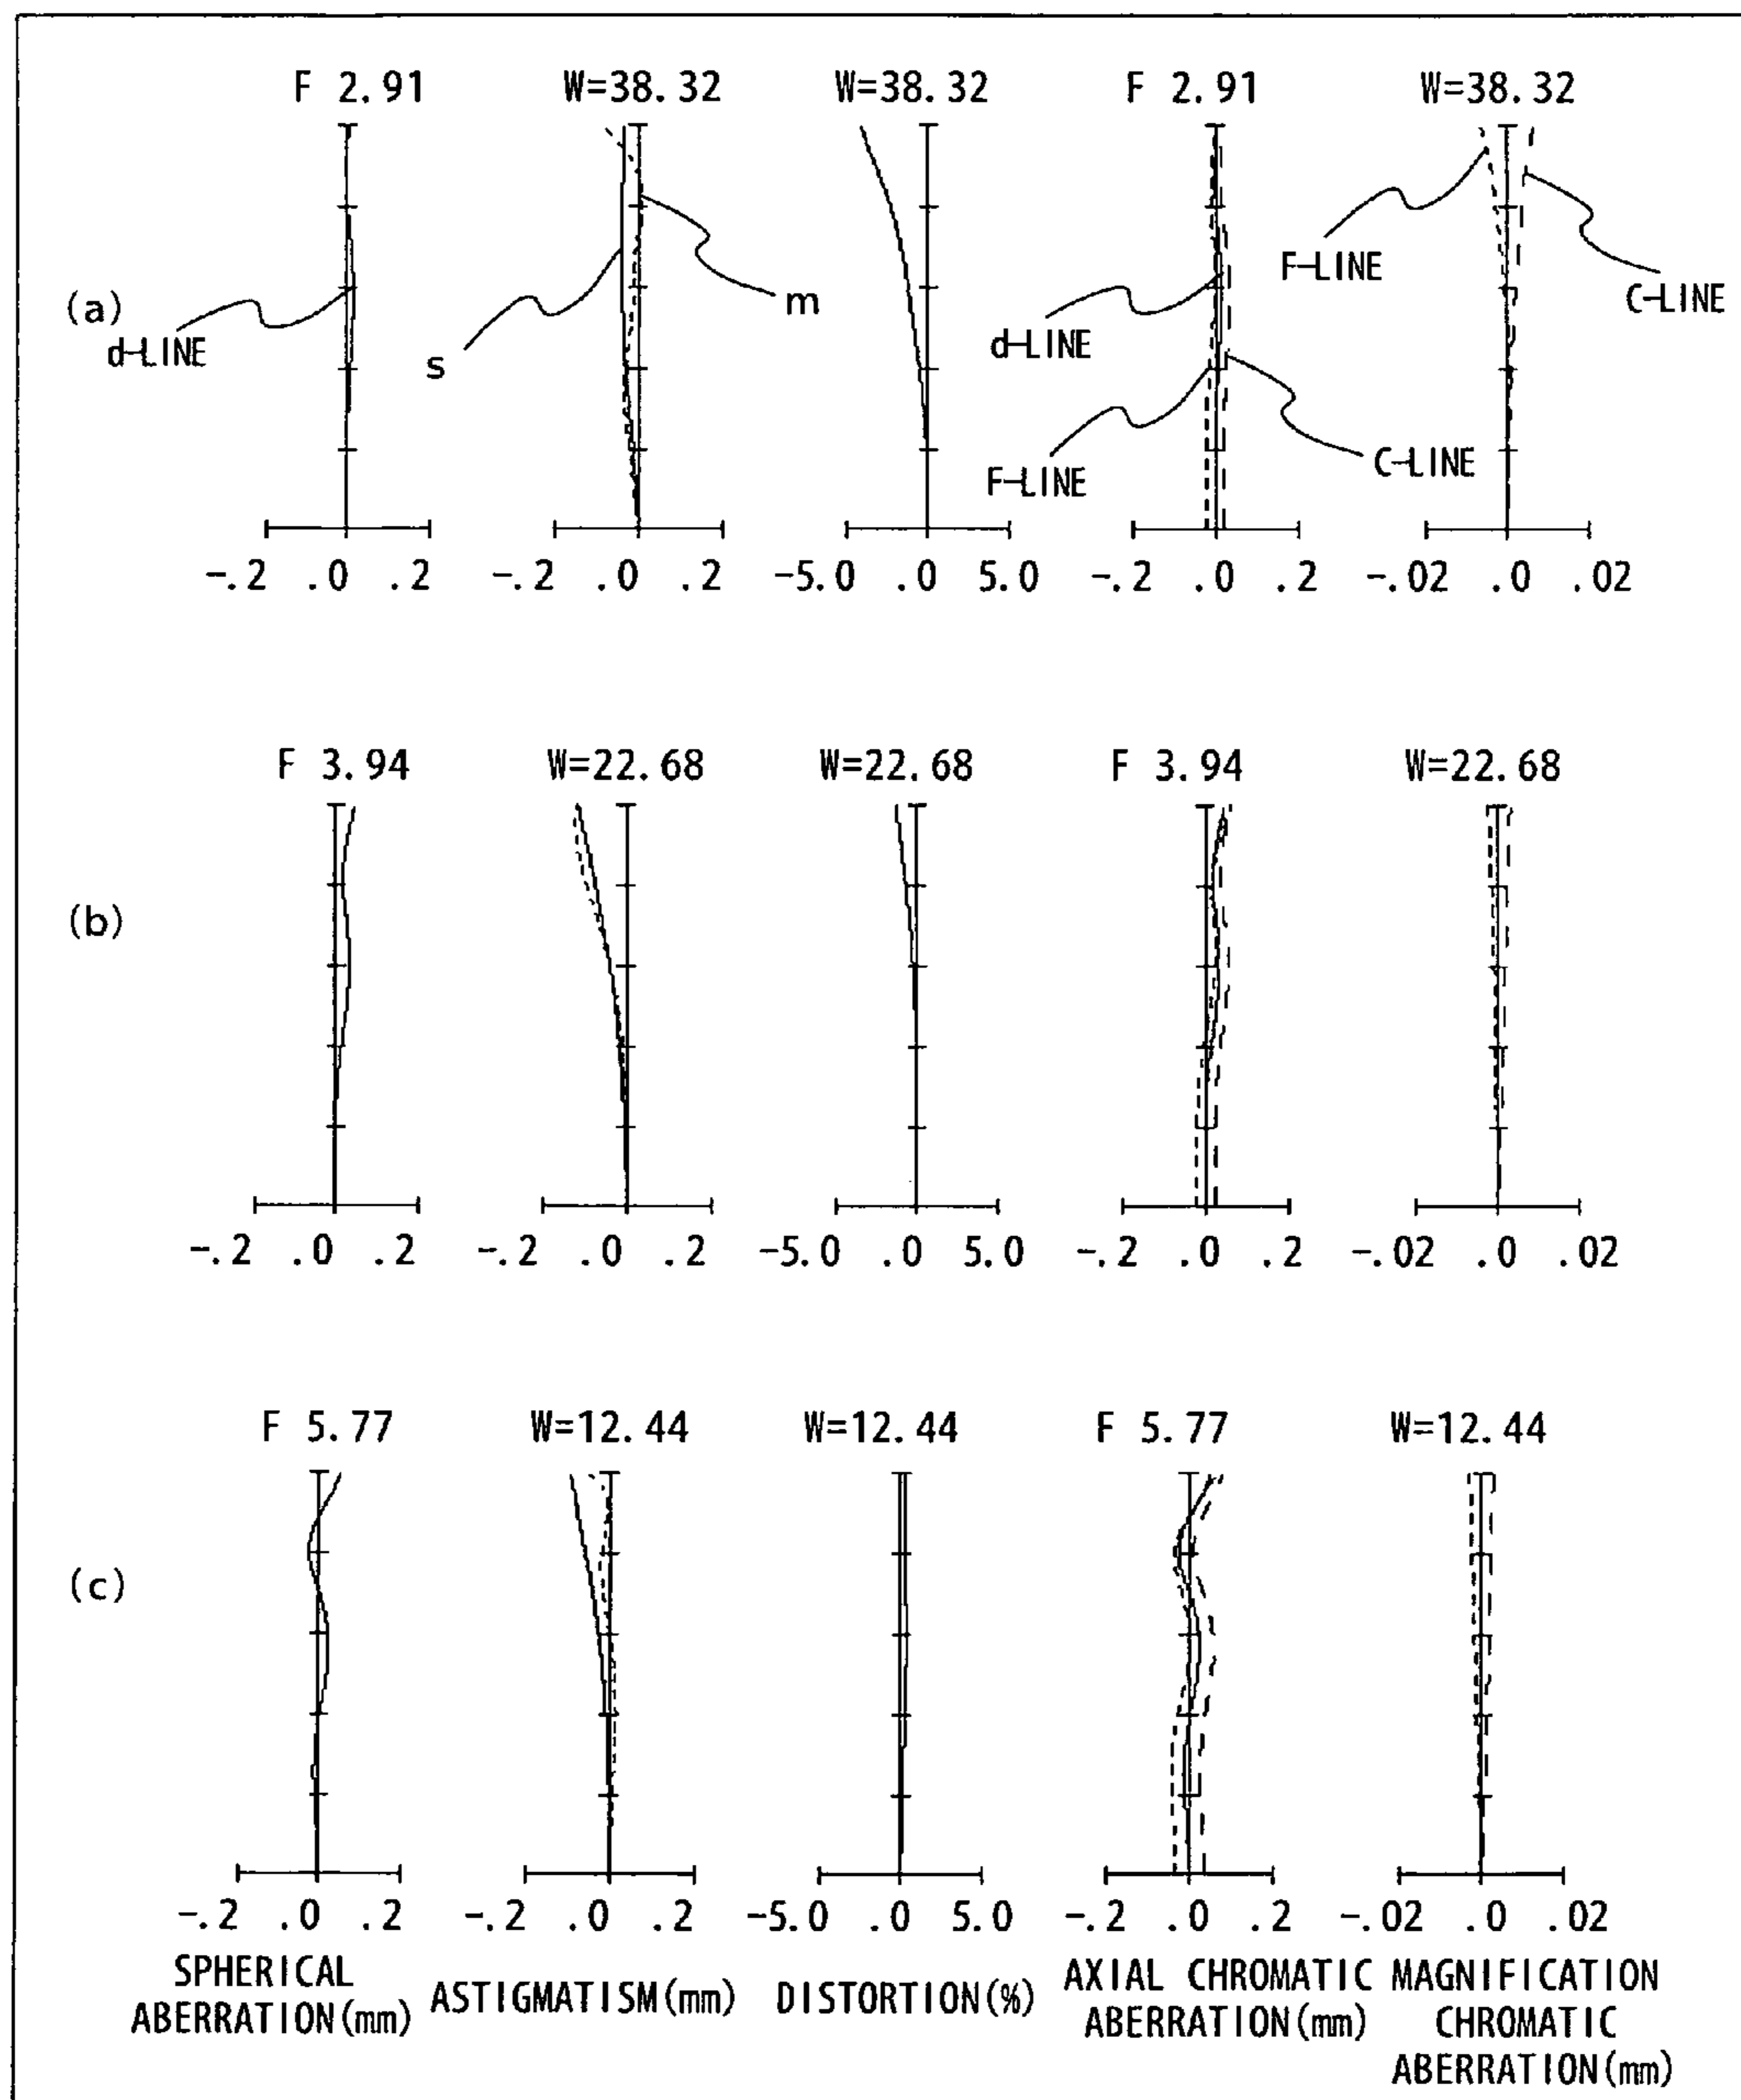 F 2.91 W=38.32 W=38.32 F 2.91 W=38.32
(a)
d-LINE
s
m
d-LINE
F-LINE
C-LINE
F-LINE
C-LINE
-.2 .0 .2 -.2 .0 .2 -5.0 .0 5.0 -.2 .0 .2 -.02 .0 .02
F 3.94 W=22.68 W=22.68 F 3.94 W=22.68
(b)
-.2 .0 .2 -.2 .0 .2 -5.0 .0 5.0 -.2 .0 .2 -.02 .0 .02
F 5.77 W=12.44 W=12.44 F 5.77 W=12.44
(c)
-.2 .0 .2 -.2 .0 .2 -5.0 .0 5.0 -.2 .0 .2 -.02 .0 .02
SPHERICAL
ABERRATION(mm)
ASTIGMATISM(mm)
DISTORTION(%)
AXIAL CHROMATIC
ABERRATION(mm)
MAGNIFICATION
CHROMATIC
ABERRATION(mm)